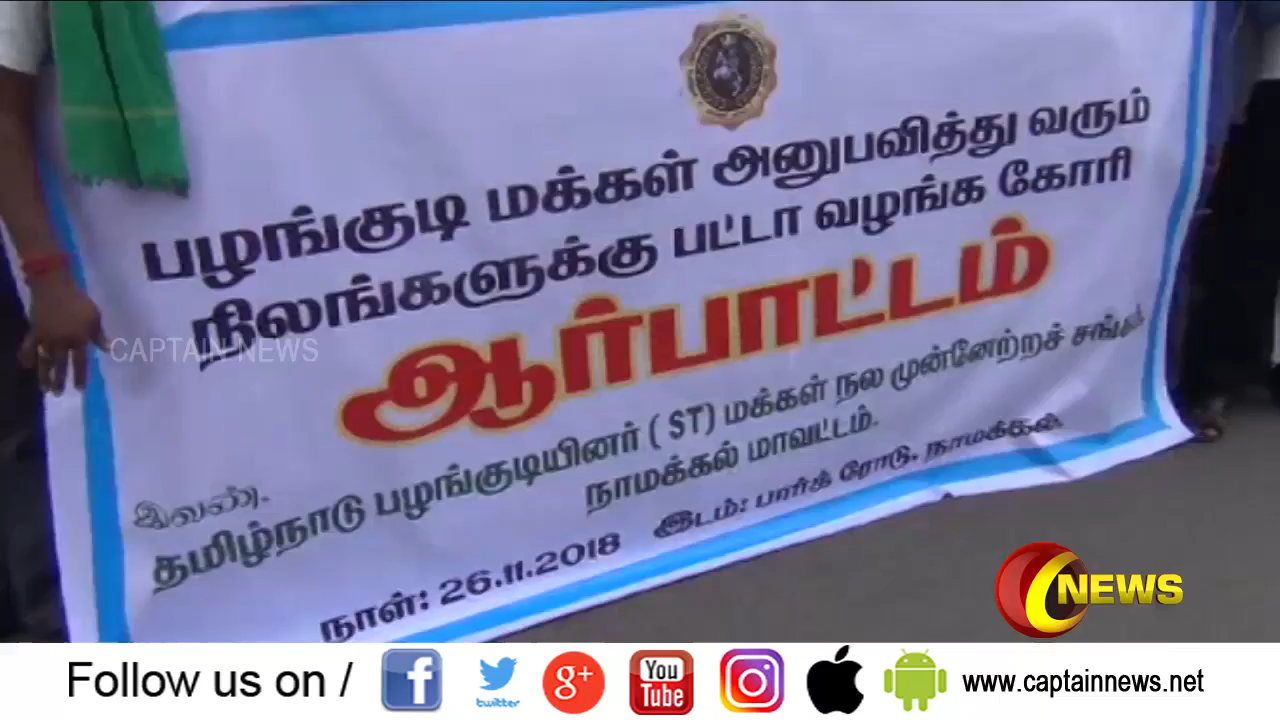 பழங்குடி மக்கள் அனுபவித்து வரும்
நிலங்களுக்கு பட்டா வழங்க கோரி
ஆர்பாட்டம்
இவண்,
தமிழ்நாடு பழங்குடியினர் ( ST) மக்கள் நல முன்னேற்றச்
நாமக்கல் மாவட்டம்.
நாள்: 26.11.2018 இடம்: பார்க் ரோடு, நாமக்கல்
CAPTAIN NEWS
NEWS
Follow us on /
twitter
g+
You
Tube
www.captainnews.net